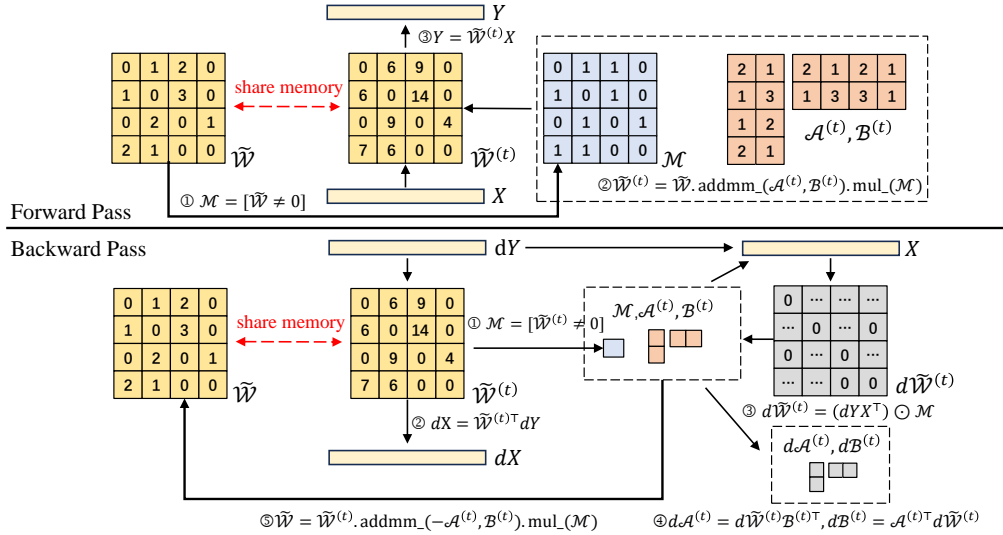 Y
③Y = W̃⁽ᵗ⁾X
0 1 2 0
1 0 3 0
0 2 0 1
2 1 0 0
W̃
share memory
0 6 9 0
6 0 14 0
0 9 0 4
7 6 0 0
W̃⁽ᵗ⁾
X
0 1 1 0
1 0 1 0
0 1 0 1
1 1 0 0
ℳ
2 1
1 3
1 2
2 1
2 1 2 1
1 3 3 1
𝒜⁽ᵗ⁾, ℬ⁽ᵗ⁾
① ℳ = [W̃ ≠ 0]
②W̃⁽ᵗ⁾ = W̃.addmm_(𝒜⁽ᵗ⁾, ℬ⁽ᵗ⁾).mul_(ℳ)
Forward Pass
Backward Pass
dY
X
0 1 2 0
1 0 3 0
0 2 0 1
2 1 0 0
W̃
share memory
0 6 9 0
6 0 14 0
0 9 0 4
7 6 0 0
W̃⁽ᵗ⁾
① ℳ = [W̃⁽ᵗ⁾ ≠ 0]
ℳ,𝒜⁽ᵗ⁾, ℬ⁽ᵗ⁾
0 ... ... ...
... 0 ... 0
0 ... 0 ...
... ... 0 0
dW̃⁽ᵗ⁾
② dX = W̃⁽ᵗ⁾ᵀdY
③ dW̃⁽ᵗ⁾ = (dYXᵀ) ⊙ ℳ
dX
d𝒜⁽ᵗ⁾, dℬ⁽ᵗ⁾
⑤W̃ = W̃⁽ᵗ⁾.addmm_(−𝒜⁽ᵗ⁾, ℬ⁽ᵗ⁾).mul_(ℳ)
④d𝒜⁽ᵗ⁾ = dW̃⁽ᵗ⁾ℬ⁽ᵗ⁾ᵀ, dℬ⁽ᵗ⁾ = 𝒜⁽ᵗ⁾ᵀdW̃⁽ᵗ⁾